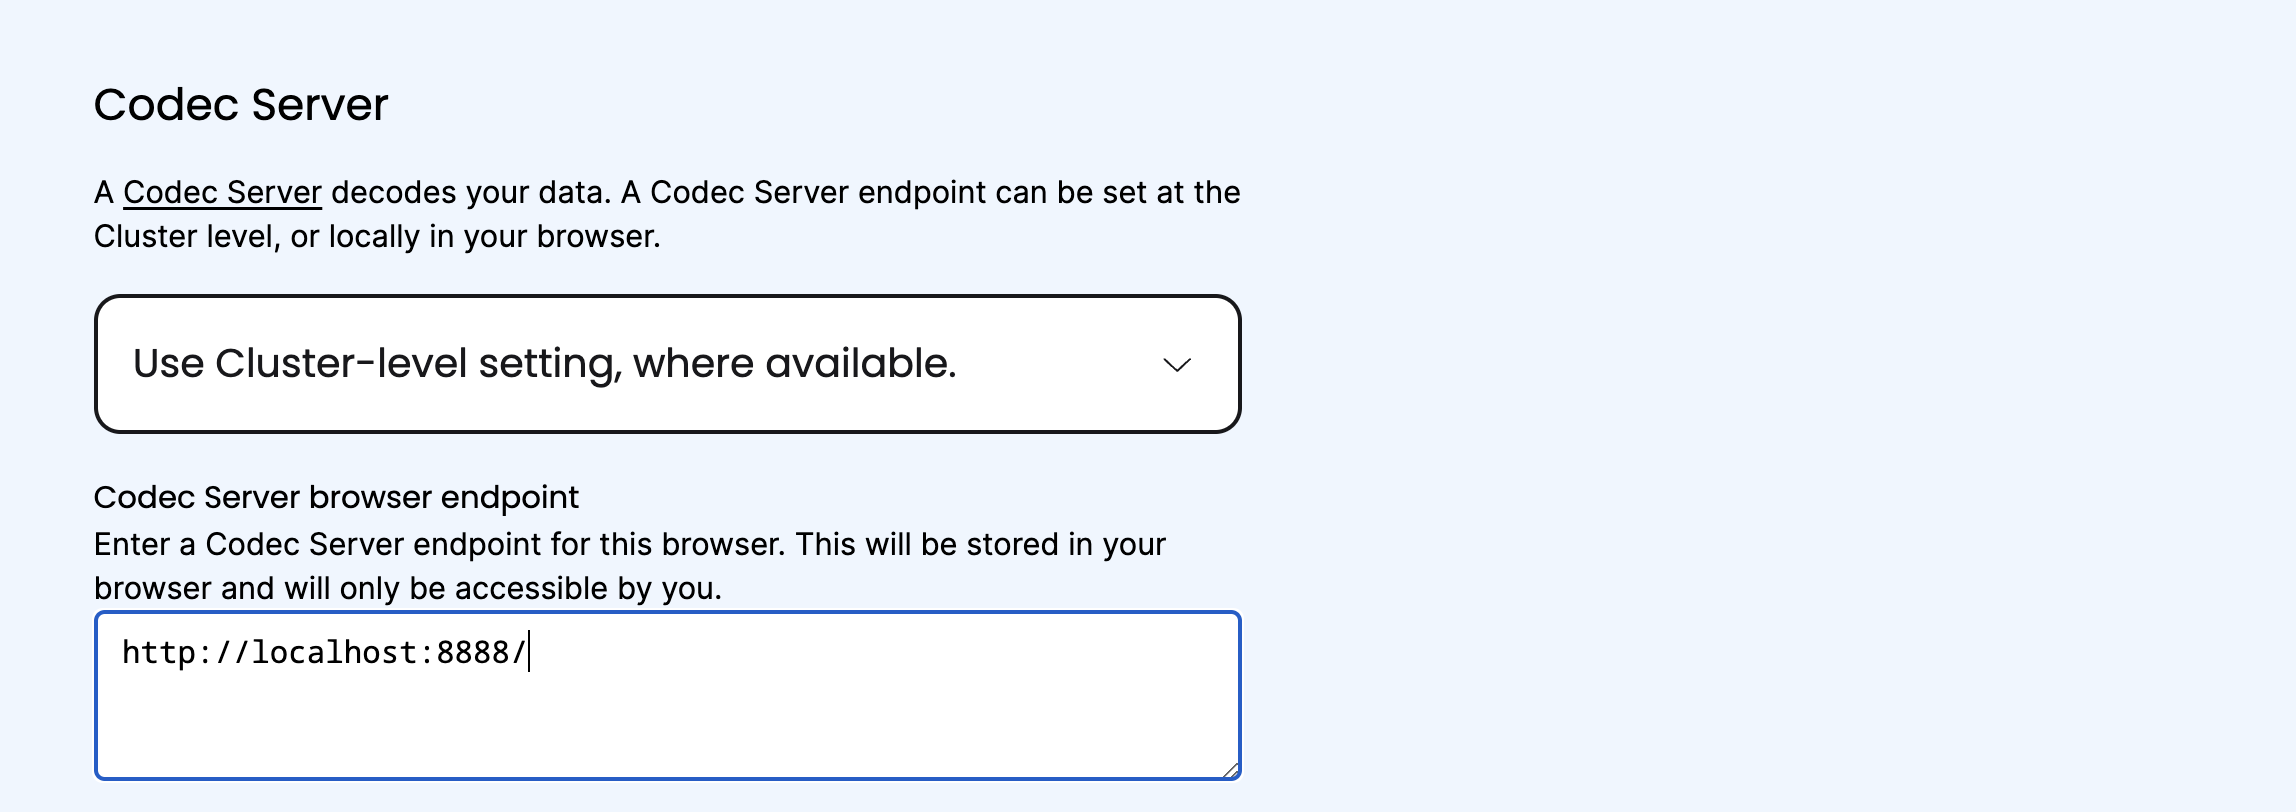 Codec Server
A Codec Server decodes your data. A Codec Server endpoint can be set at the
Cluster level, or locally in your browser.
Use Cluster-level setting, where available.
Codec Server browser endpoint
Enter a Codec Server endpoint for this browser. This will be stored in your
browser and will only be accessible by you.
http://localhost:8888/